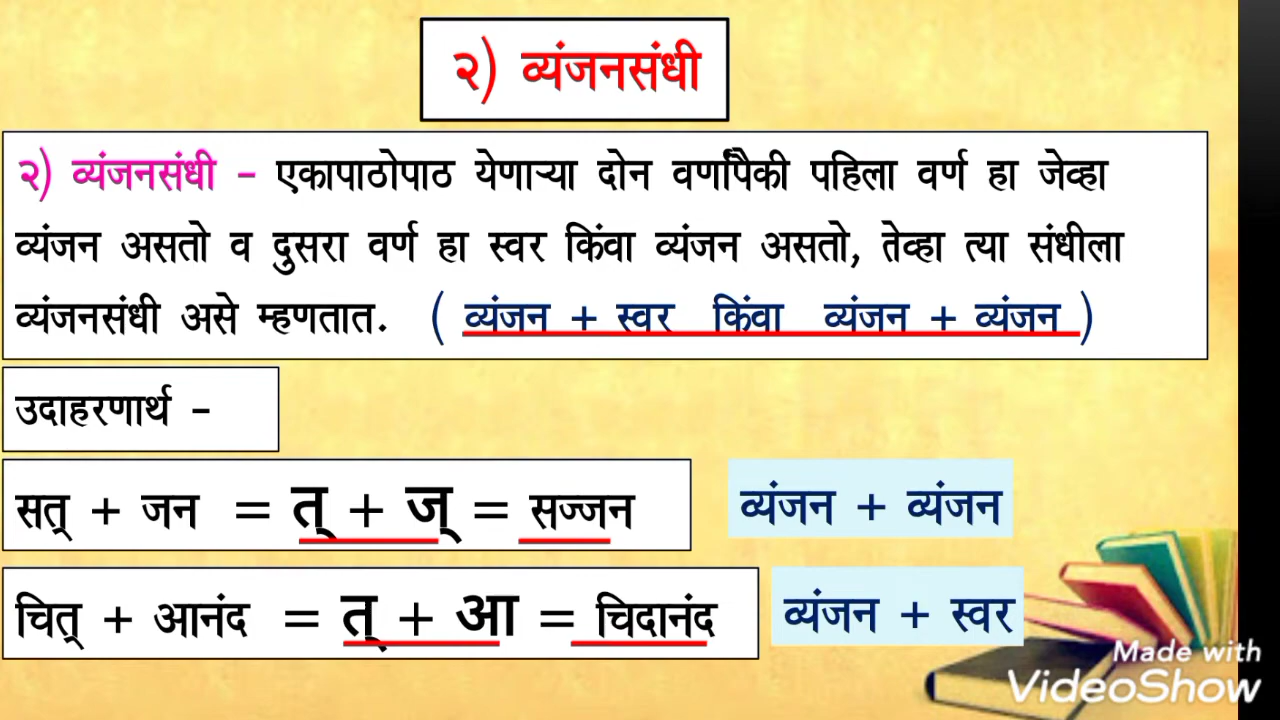 २) व्यंजनसंधी
२) व्यंजनसंधी - एकापाठोपाठ येणाऱ्या दोन वर्णांपैकी पहिला वर्ण हा जेव्हा
व्यंजन असतो व दुसरा वर्ण हा स्वर किंवा व्यंजन असतो, तेव्हा त्या संधीला
व्यंजनसंधी असे म्हणतात. ( व्यंजन + स्वर किंवा व्यंजन + व्यंजन )
उदाहरणार्थ -
सत् + जन = त् + ज् = सज्जन व्यंजन + व्यंजन
चित् + आनंद = त् + आ = चिदानंद व्यंजन + स्वर
Made with
VideoShow